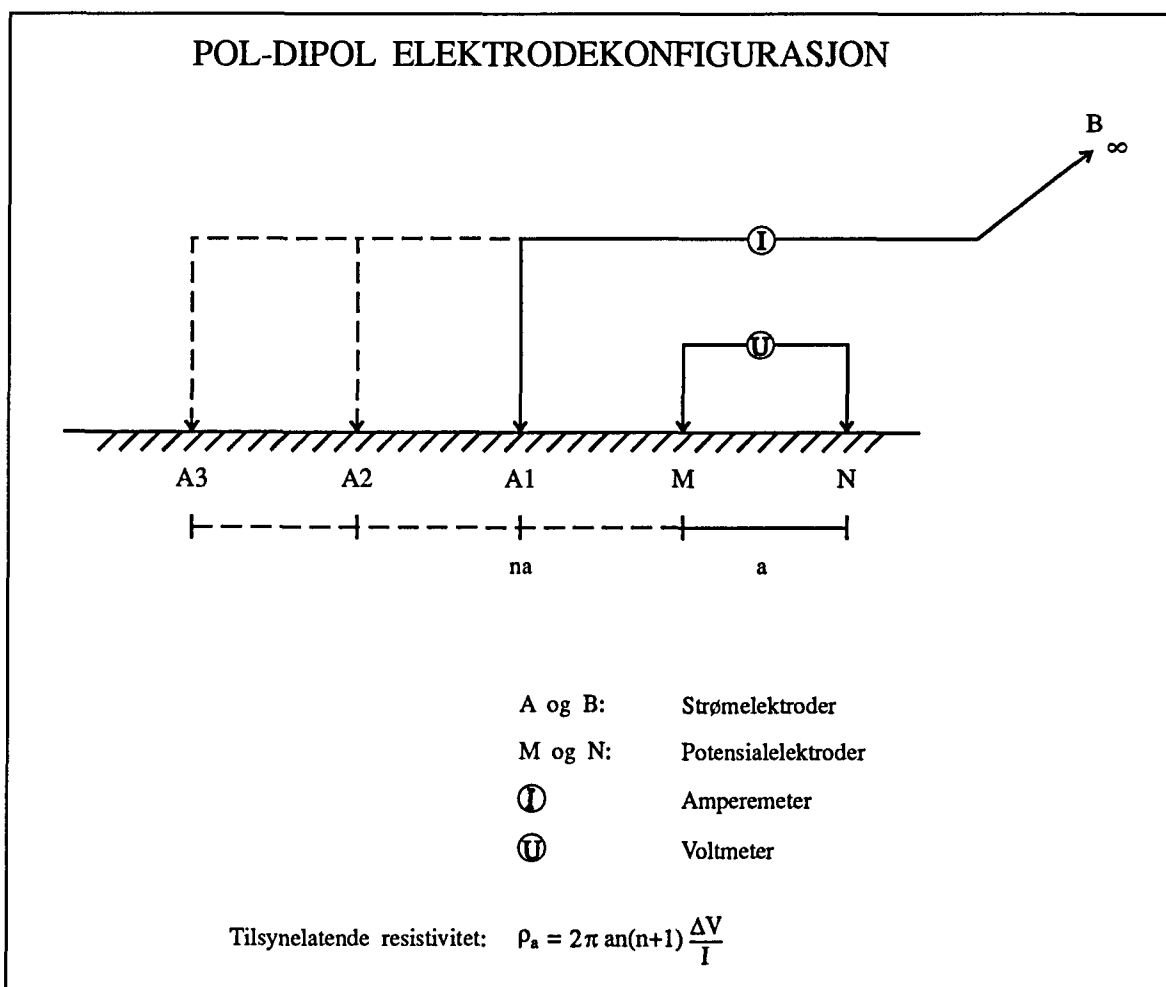 POL-DIPOL ELEKTRODEKONFIGURASJON
B
∞
I
U
A3 A2 A1 M N
na a
A og B: Strømelektroder
M og N: Potensialelektroder
I Amperemeter
U Voltmeter
Tilsynelatende resistivitet: ρₐ = 2π an(n+1) ΔV/I